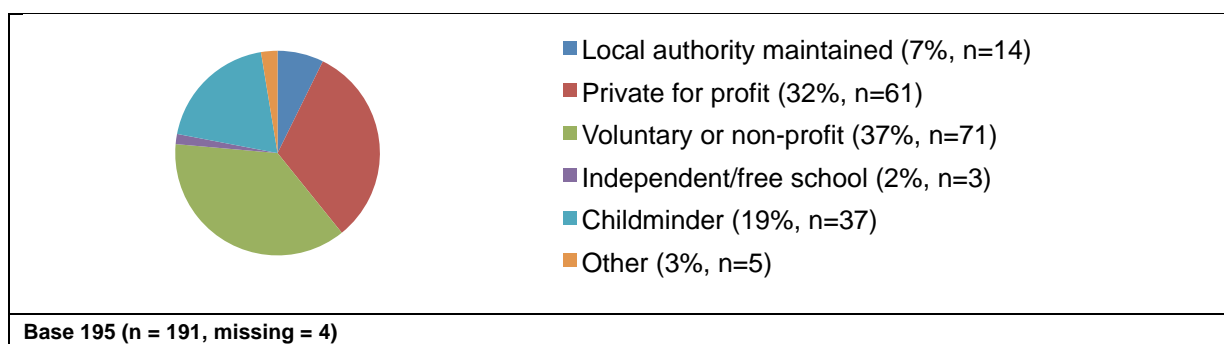 Local authority maintained (7%, n=14)
Private for profit (32%, n=61)
Voluntary or non-profit (37%, n=71)
Independent/free school (2%, n=3)
Childminder (19%, n=37)
Other (3%, n=5)
Base 195 (n = 191, missing = 4)